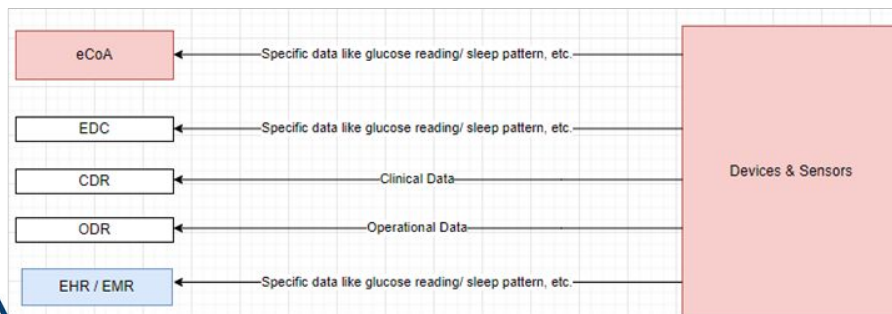 eCoA
Specific data like glucose reading/ sleep pattern, etc.
EDC
Specific data like glucose reading/ sleep pattern, etc.
CDR
Clinical Data
Devices & Sensors
ODR
Operational Data
EHR / EMR
Specific data like glucose reading/ sleep pattern, etc.